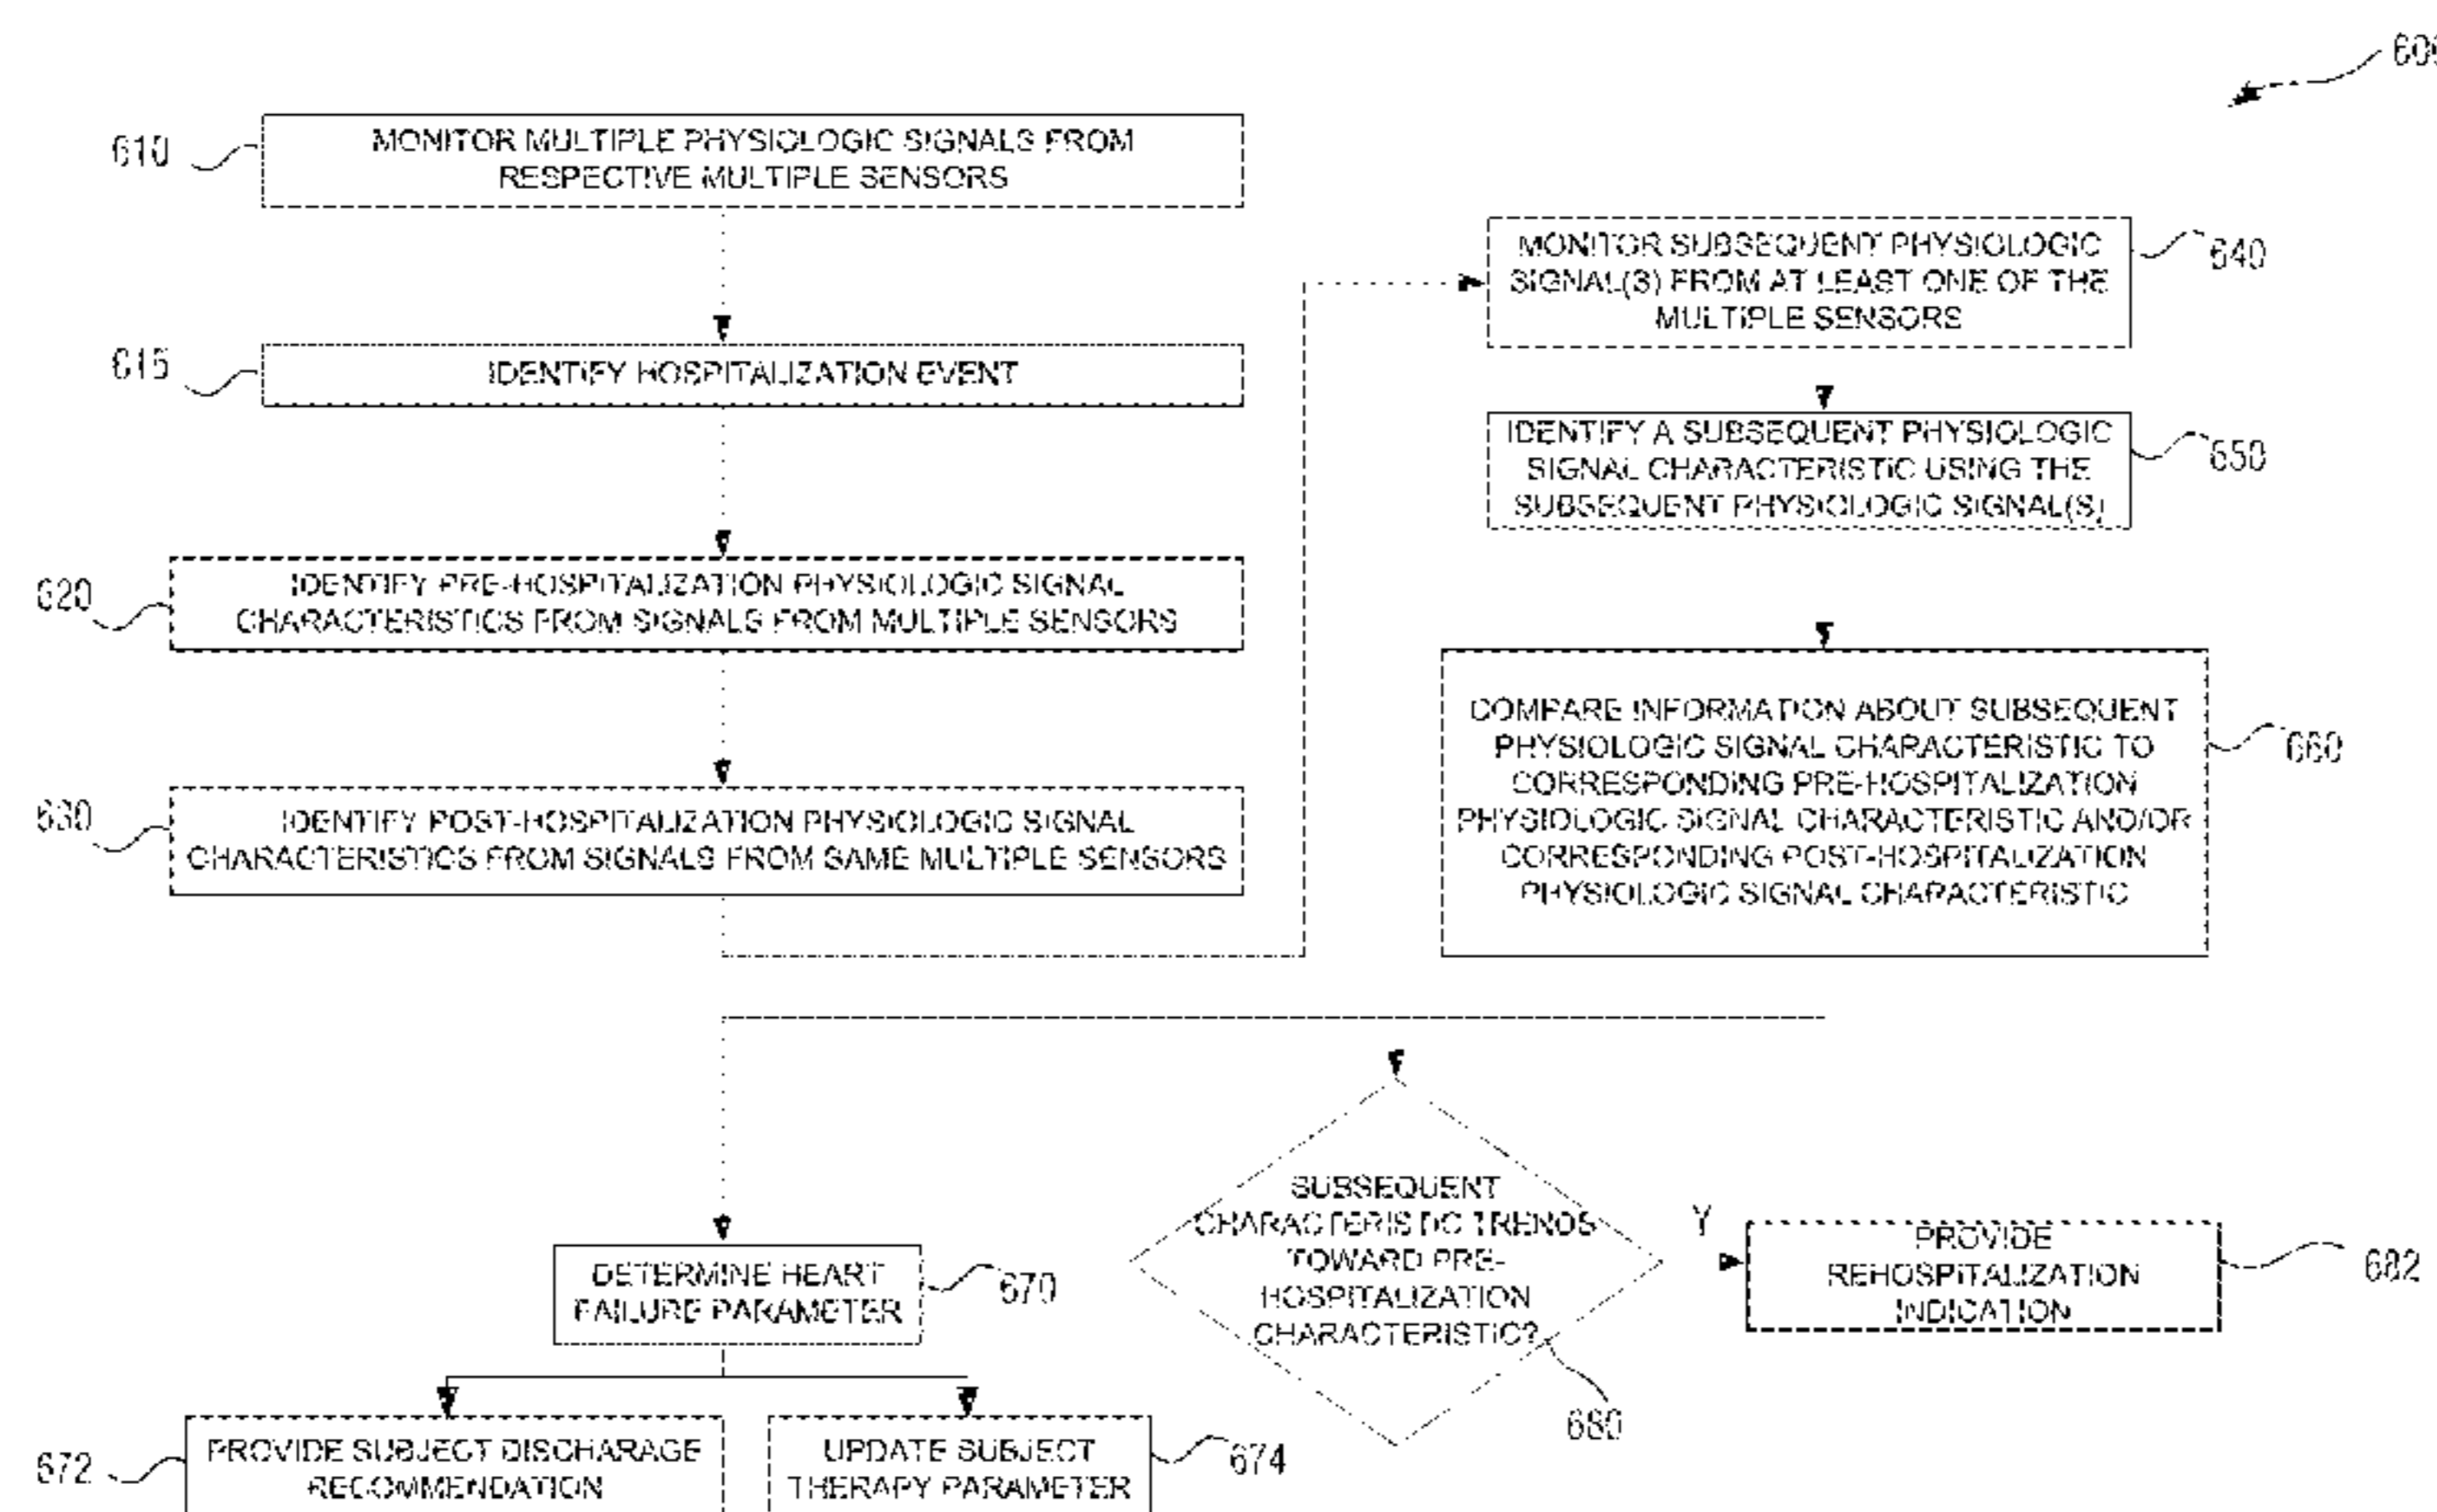 600
610
MONITOR MULTIPLE PHYSIOLOGIC SIGNALS FROM
RESPECTIVE MULTIPLE SENSORS
615
IDENTIFY HOSPITALIZATION EVENT
620
IDENTIFY PRE-HOSPITALIZATION PHYSIOLOGIC SIGNAL
CHARACTERISTICS FROM SIGNALS FROM MULTIPLE SENSORS
630
IDENTIFY POST-HOSPITALIZATION PHYSIOLOGIC SIGNAL
CHARACTERISTICS FROM SIGNALS FROM SAME MULTIPLE SENSORS
MONITOR SUBSEQUENT PHYSIOLOGIC
SIGNAL(S) FROM AT LEAST ONE OF THE
MULTIPLE SENSORS
640
IDENTIFY A SUBSEQUENT PHYSIOLOGIC
SIGNAL CHARACTERISTIC USING THE
SUBSEQUENT PHYSIOLOGIC SIGNAL(S)
650
COMPARE INFORMATION ABOUT SUBSEQUENT
PHYSIOLOGIC SIGNAL CHARACTERISTIC TO
CORRESPONDING PRE-HOSPITALIZATION
PHYSIOLOGIC SIGNAL CHARACTERISTIC AND/OR
CORRESPONDING POST-HOSPITALIZATION
PHYSIOLOGIC SIGNAL CHARACTERISTIC
660
DETERMINE HEART
FAILURE PARAMETER
670
672
PROVIDE SUBJECT DISCHARAGE
RECOMMENDATION
UPDATE SUBJECT
THERAPY PARAMETER
674
SUBSEQUENT
CHARACTERISTIC TRENDS
TOWARD PRE-
HOSPITALIZATION
CHARACTERISTIC?
680
Y
PROVIDE
REHOSPITALIZATION
INDICATION
682